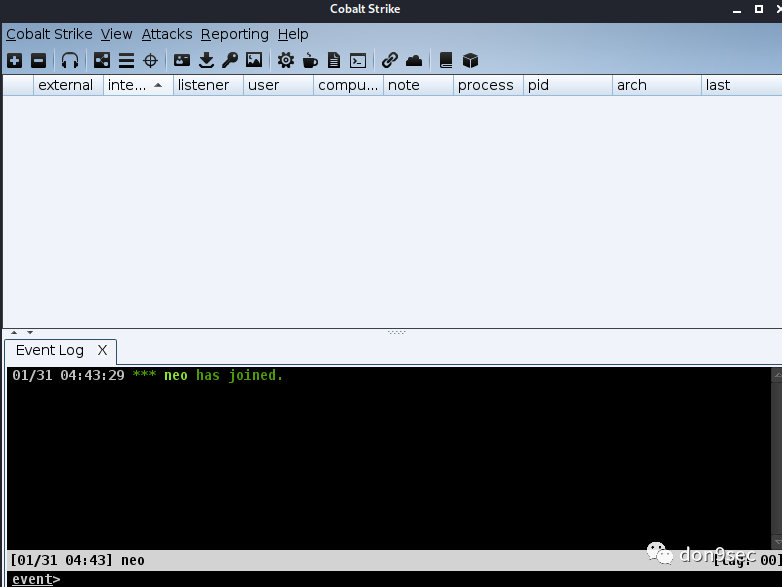 Cobalt Strike
Cobalt Strike View Attacks Reporting Help
external inte... listener user compu... note process pid arch last
Event Log X
01/31 04:43:29 *** neo has joined.
[01/31 04:43] neo [lag: 00]
don9sec
event>